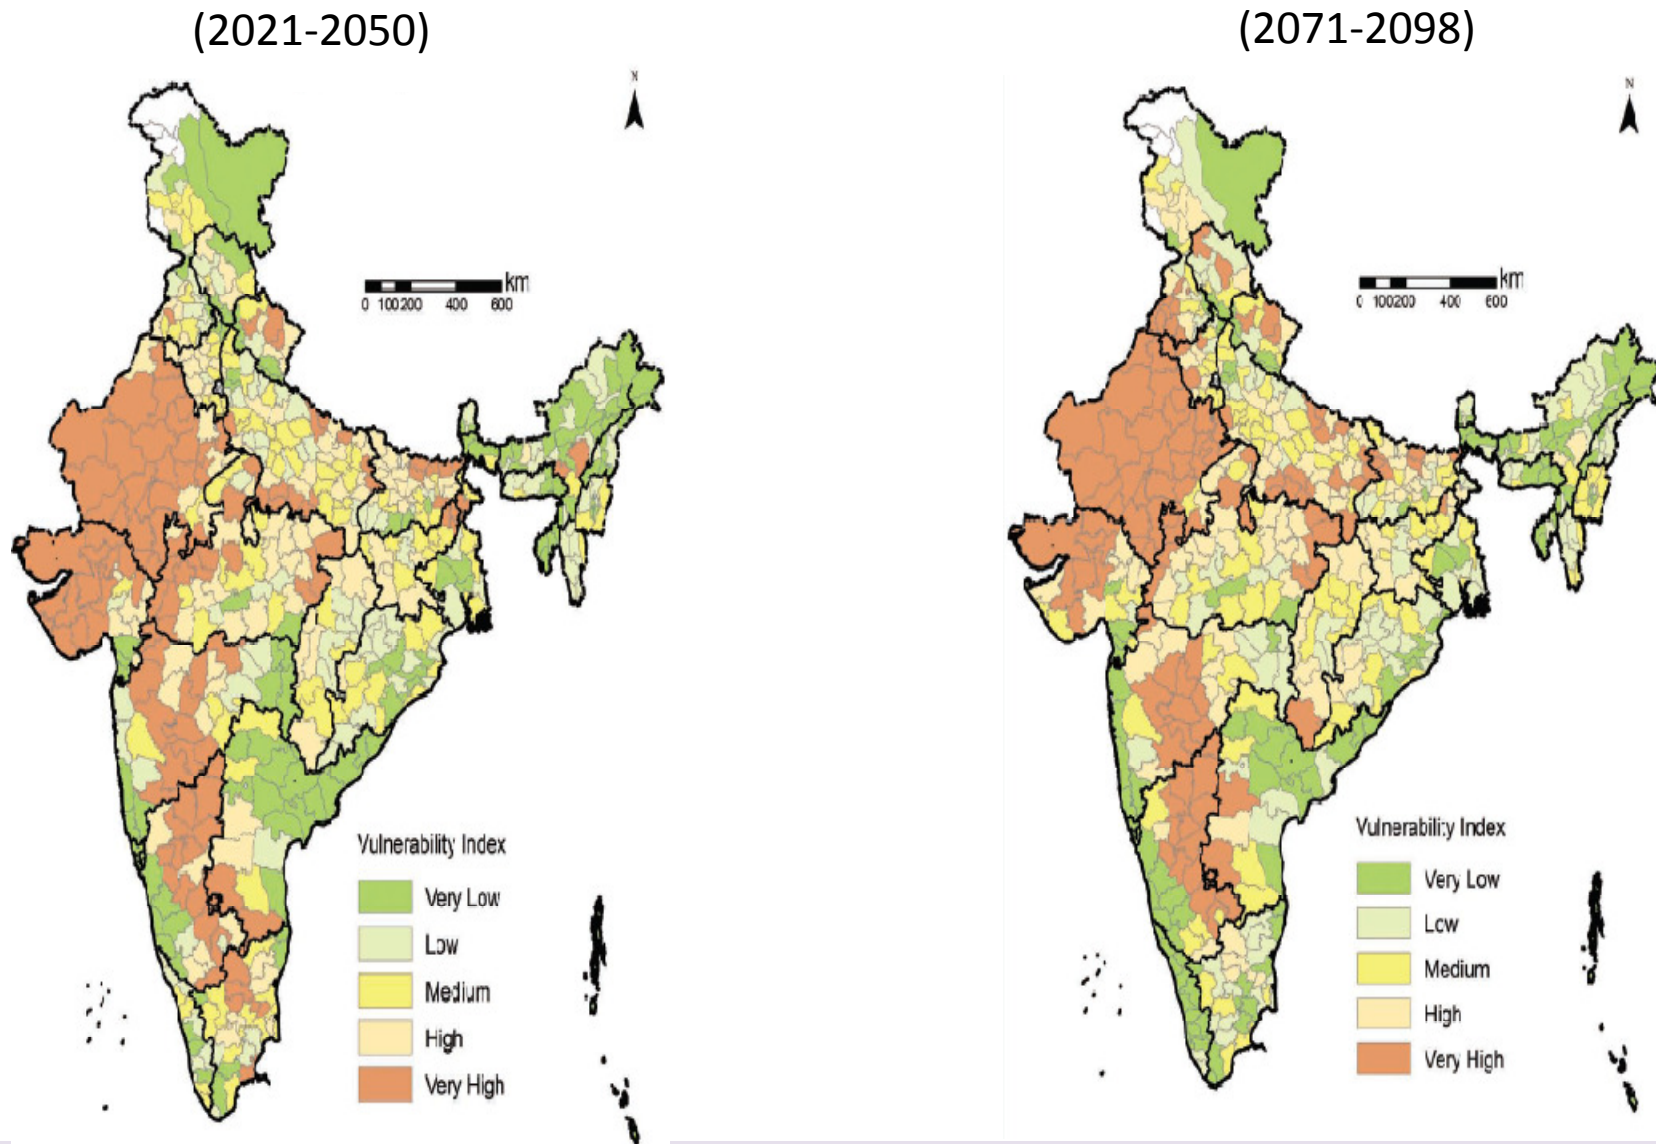 (2021-2050)
(2071-2098)
N
N
km
0 100200 400 600
km
0 100200 400 600
Vulnerability Index
Very Low
Low
Medium
High
Very High
Vulnerability Index
Very Low
Lcw
Medium
High
Very High